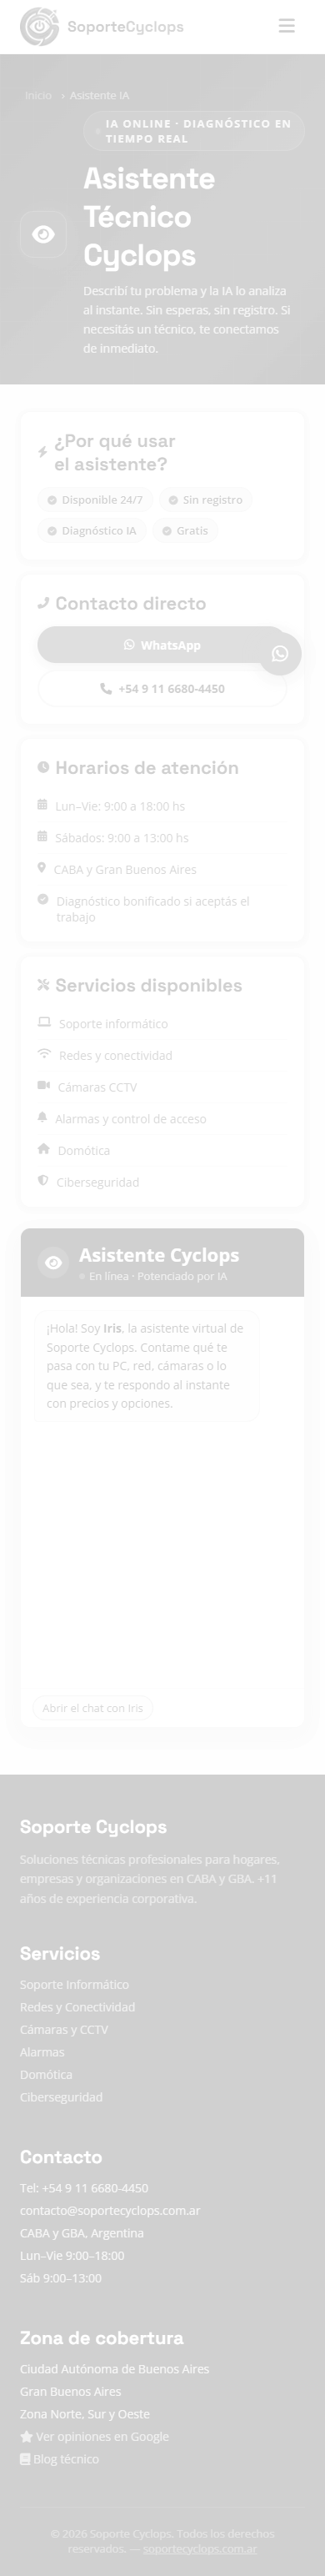 SoporteCyclops
Inicio › Asistente IA
IA ONLINE · DIAGNÓSTICO EN
TIEMPO REAL
Asistente
Técnico
Cyclops
Describí tu problema y la IA lo analiza
al instante. Sin esperas, sin registro. Si
necesitás un técnico, te conectamos
de inmediato.
¿Por qué usar
el asistente?
Disponible 24/7
Sin registro
Diagnóstico IA
Gratis
Contacto directo
WhatsApp
+54 9 11 6680-4450
Horarios de atención
Lun–Vie: 9:00 a 18:00 hs
Sábados: 9:00 a 13:00 hs
CABA y Gran Buenos Aires
Diagnóstico bonificado si aceptás el
trabajo
Servicios disponibles
Soporte informático
Redes y conectividad
Cámaras CCTV
Alarmas y control de acceso
Domótica
Ciberseguridad
Asistente Cyclops
En línea · Potenciado por IA
¡Hola! Soy Iris, la asistente virtual de
Soporte Cyclops. Contame qué te
pasa con tu PC, red, cámaras o lo
que sea, y te respondo al instante
con precios y opciones.
Abrir el chat con Iris
Soporte Cyclops
Soluciones técnicas profesionales para hogares,
empresas y organizaciones en CABA y GBA. +11
años de experiencia corporativa.
Servicios
Soporte Informático
Redes y Conectividad
Cámaras y CCTV
Alarmas
Domótica
Ciberseguridad
Contacto
Tel: +54 9 11 6680-4450
contacto@soportecyclops.com.ar
CABA y GBA, Argentina
Lun–Vie 9:00–18:00
Sáb 9:00–13:00
Zona de cobertura
Ciudad Autónoma de Buenos Aires
Gran Buenos Aires
Zona Norte, Sur y Oeste
Ver opiniones en Google
Blog técnico
© 2026 Soporte Cyclops. Todos los derechos
reservados. — soportecyclops.com.ar